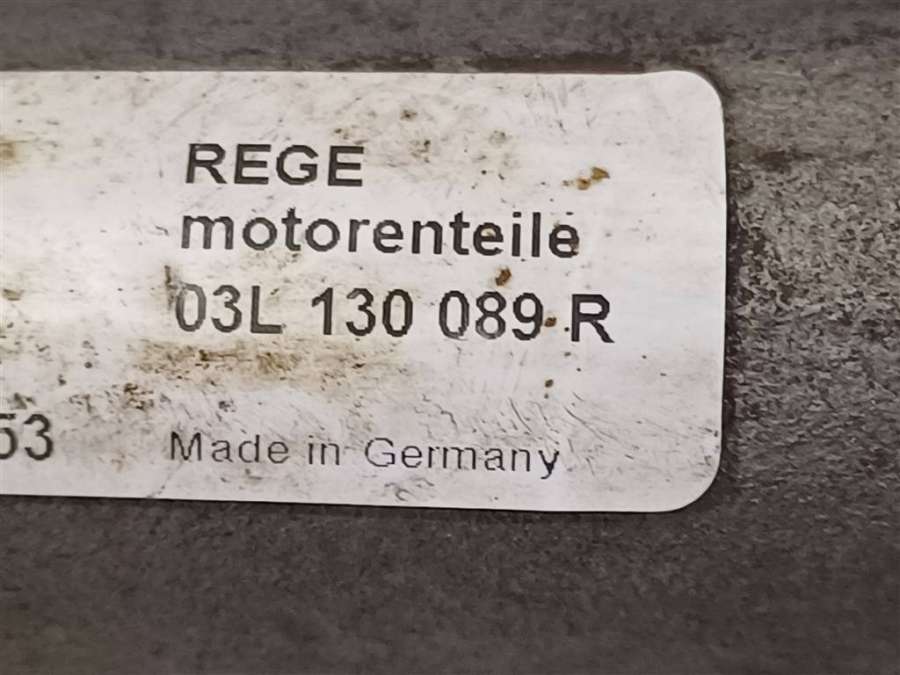 REGE
motorenteile
03L 130 089 R
53
Made in Germany